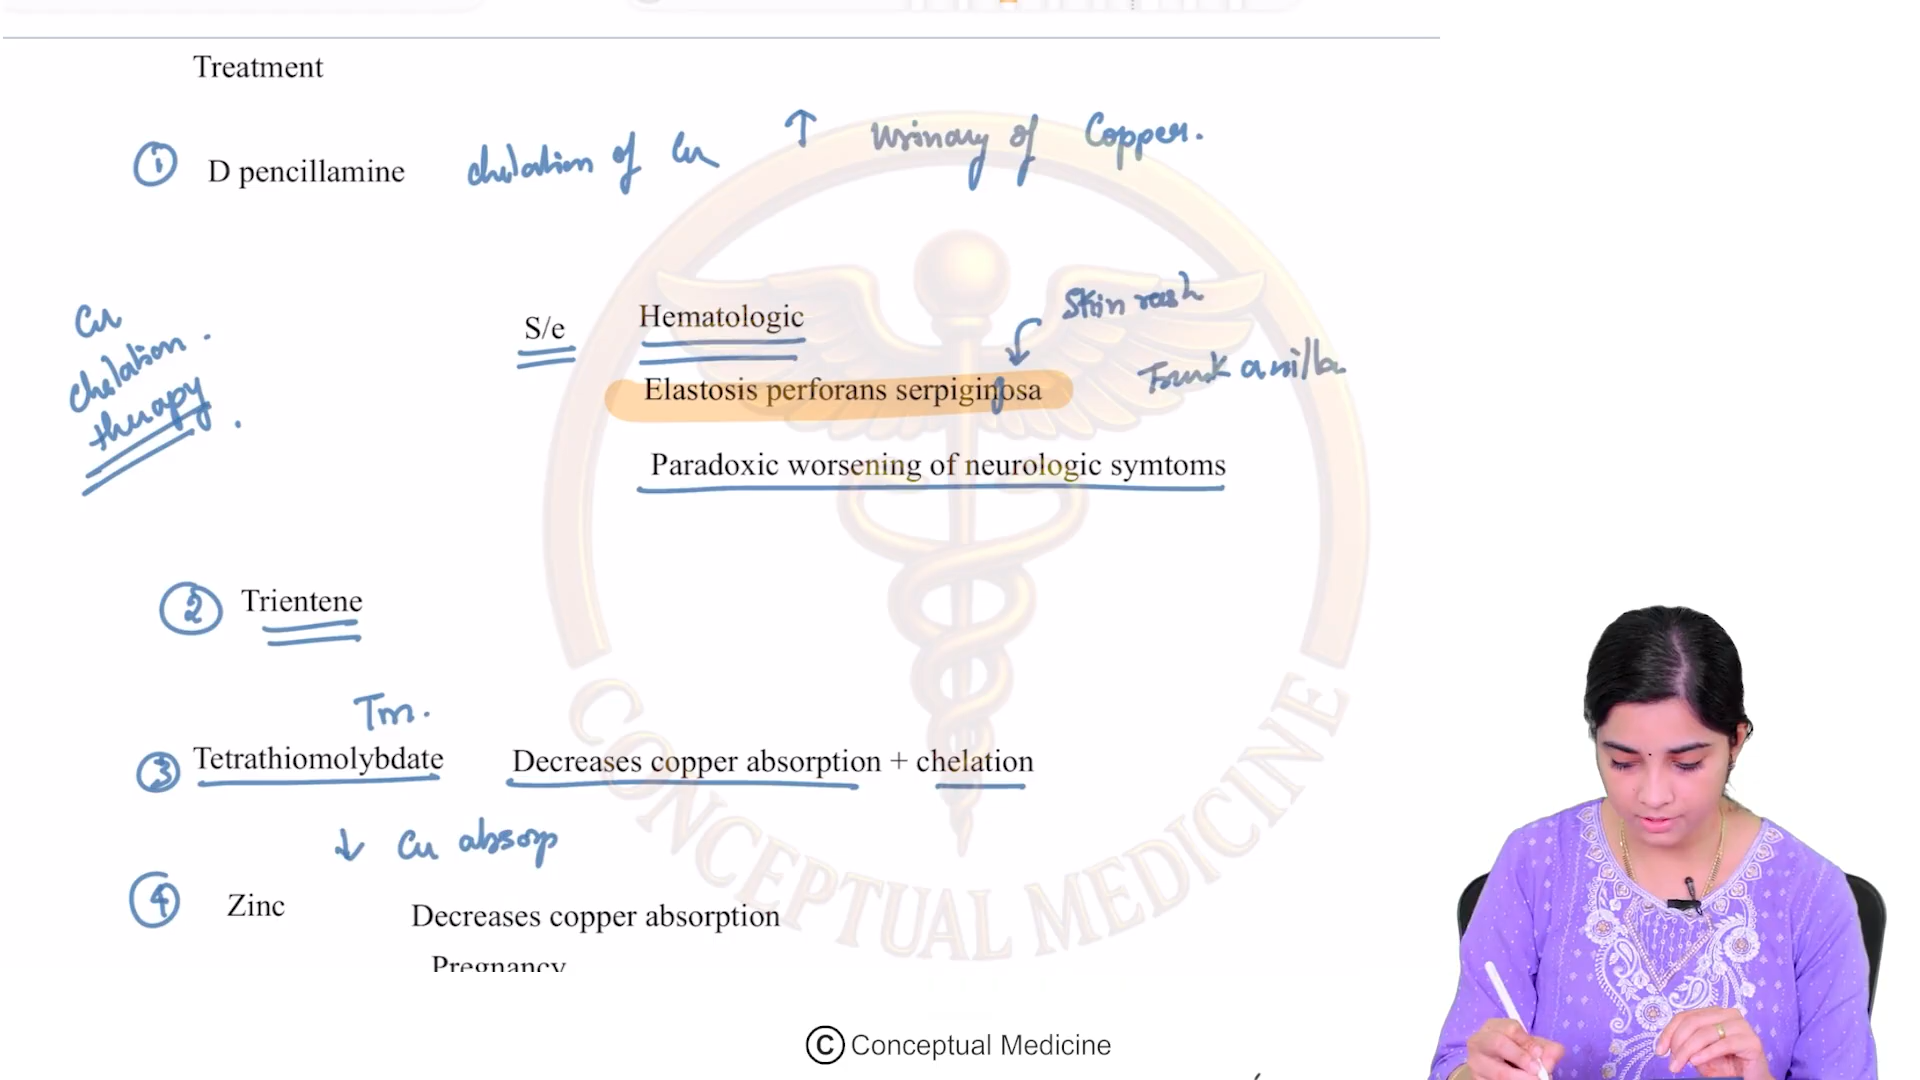 Treatment
① D pencillamine chelation of Cu ↑ Urinary of Copper.
Cu chelation. therapy.
S/e Hematologic
Skin rash
Elastosis perforans serpiginosa
Trunk axilla
Paradoxic worsening of neurologic symtoms
② Trientene
Tm.
③ Tetrathiomolybdate Decreases copper absorption + chelation
↓ Cu absorp
④ Zinc
Decreases copper absorption
Pregnancy
CONCEPTUAL MEDICINE
© Conceptual Medicine